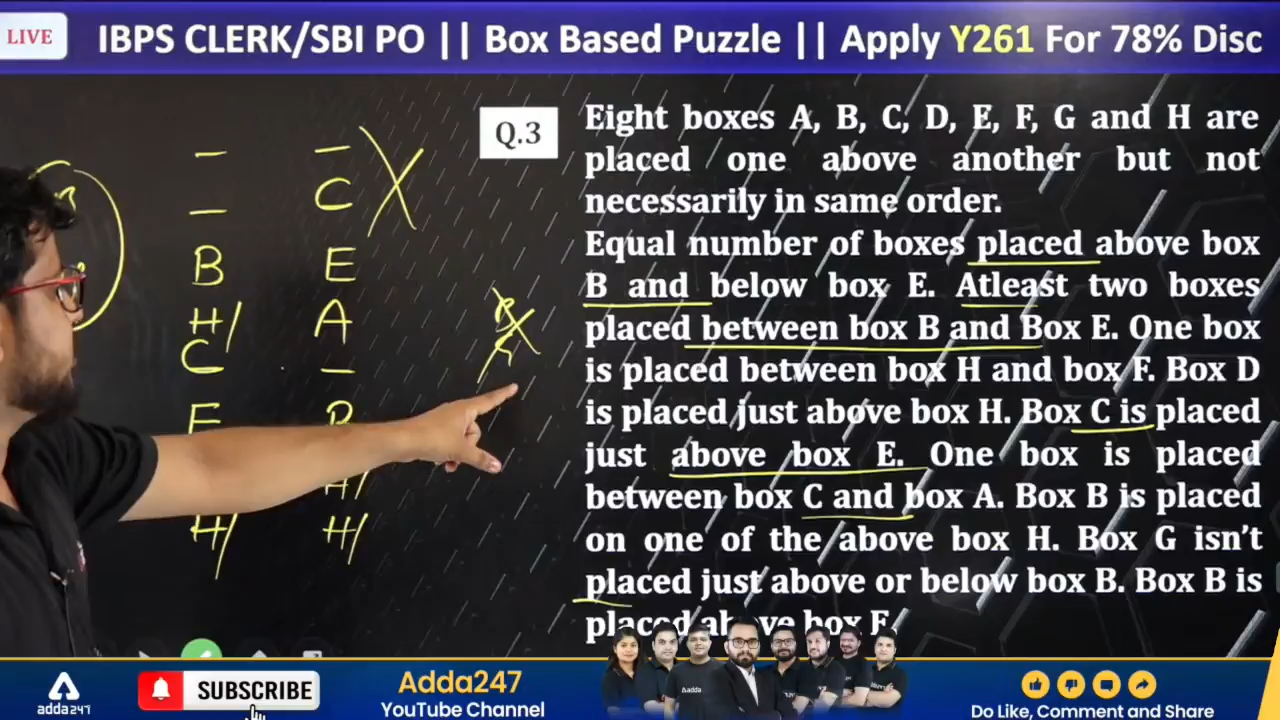 LIVE
IBPS CLERK/SBI PO || Box Based Puzzle || Apply Y261 For 78% Disc
Q.3
Eight boxes A, B, C, D, E, F, G and H are
placed one above another but not
necessarily in same order.
Equal number of boxes placed above box
B and below box E. Atleast two boxes
placed between box B and Box E. One box
is placed between box H and box F. Box D
is placed just above box H. Box C is placed
just above box E. One box is placed
between box C and box A. Box B is placed
on one of the above box H. Box G isn't
placed just above or below box B. Box B is
placed above box
B
H/
C
C
E
A
B
H/
H/
H/
adda247
SUBSCRIBE
Adda247
YouTube Channel
Like, Comment and Share